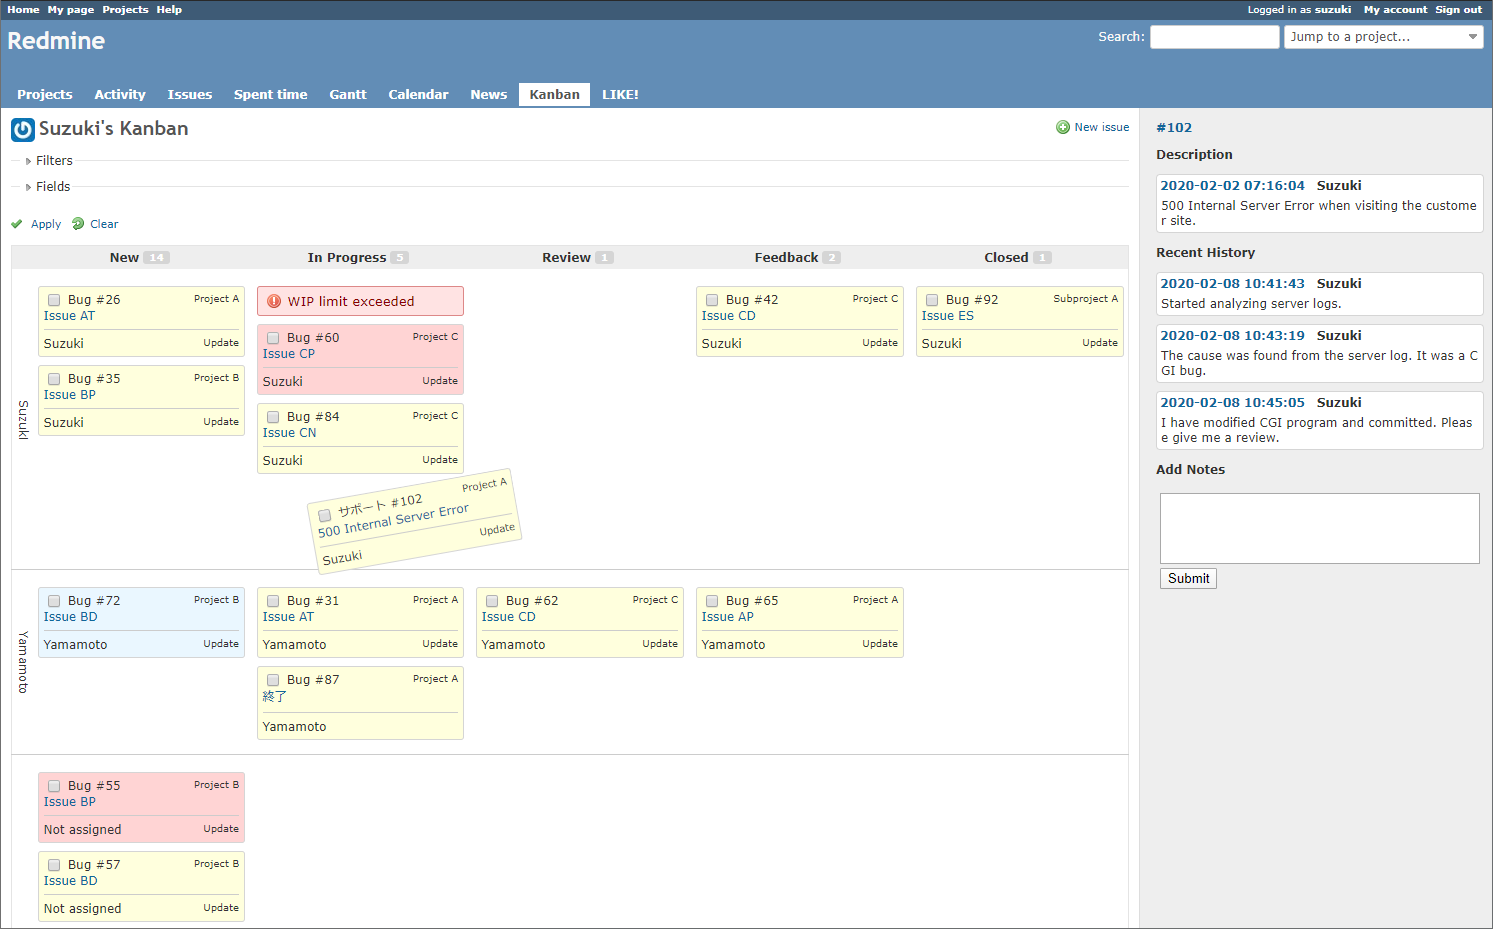 Home My page Projects Help
Logged in as suzuki My account Sign out
Redmine
Search:
Jump to a project...
Projects Activity Issues Spent time Gantt Calendar News Kanban LIKE!
Suzuki's Kanban
New issue
Filters
Fields
Apply Clear
New 14 In Progress 5 Review 1 Feedback 2 Closed 1
Suzuki
Bug #26 Project A
Issue AT
Suzuki Update
Bug #35 Project B
Issue BP
Suzuki Update
WIP limit exceeded
Bug #60 Project C
Issue CP
Suzuki Update
Bug #84 Project C
Issue CN
Suzuki Update
サポート #102 Project A
500 Internal Server Error
Suzuki Update
Bug #42 Project C
Issue CD
Suzuki Update
Bug #92 Subproject A
Issue ES
Suzuki Update
Yamamoto
Bug #72 Project B
Issue BD
Yamamoto Update
Bug #31 Project A
Issue AT
Yamamoto Update
Bug #87 Project A
終了
Yamamoto
Bug #62 Project C
Issue CD
Yamamoto Update
Bug #65 Project A
Issue AP
Yamamoto Update
Bug #55 Project B
Issue BP
Not assigned Update
Bug #57 Project B
Issue BD
Not assigned Update
#102
Description
2020-02-02 07:16:04 Suzuki
500 Internal Server Error when visiting the custome
r site.
Recent History
2020-02-08 10:41:43 Suzuki
Started analyzing server logs.
2020-02-08 10:43:19 Suzuki
The cause was found from the server log. It was a C
GI bug.
2020-02-08 10:45:05 Suzuki
I have modified CGI program and committed. Pleas
e give me a review.
Add Notes
Submit